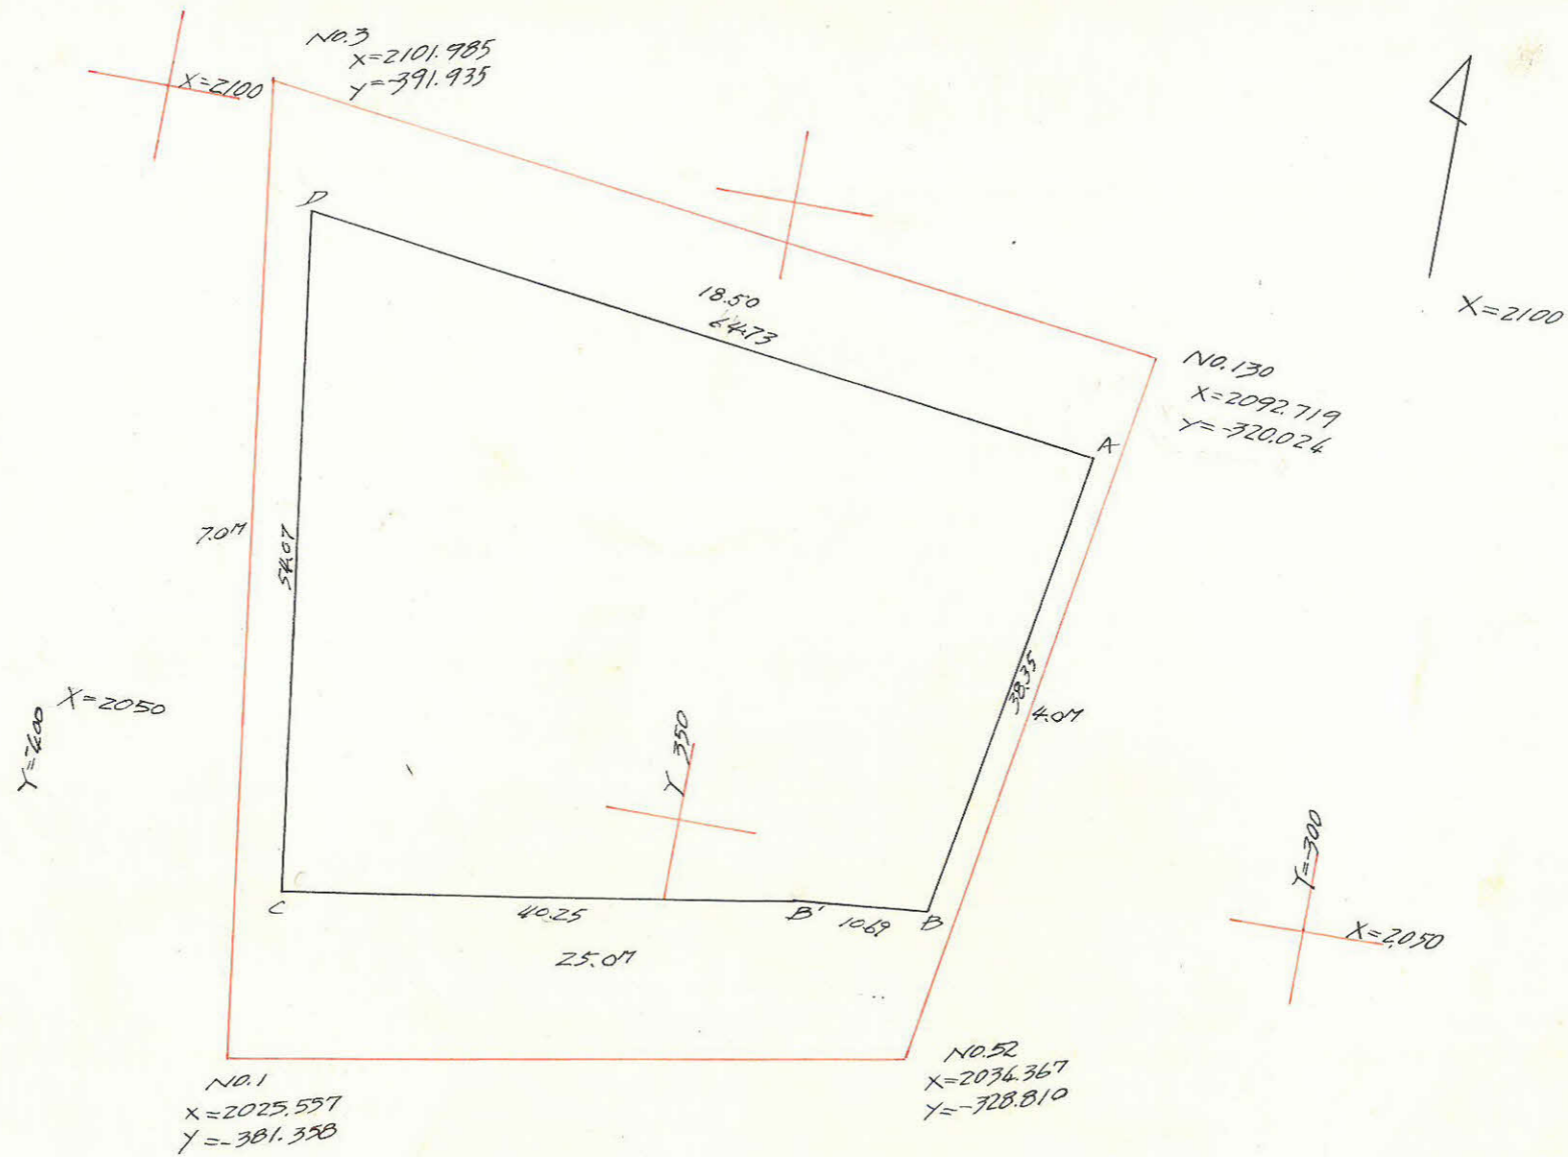 NO.3
X=2101.985
Y=-391.935
X=2100
D
X=2100
18.50
64.73
NO.130
X=2092.719
Y=-320.024
A
7.0M
54.07
38.35
4.0M
X=2050
Y=-400
Y 350
Y=-300
X=2050
C
40.25
B'
10.69
B
25.0M
NO.1
X=2025.557
Y=-381.358
NO.52
X=2034.367
Y=-328.810